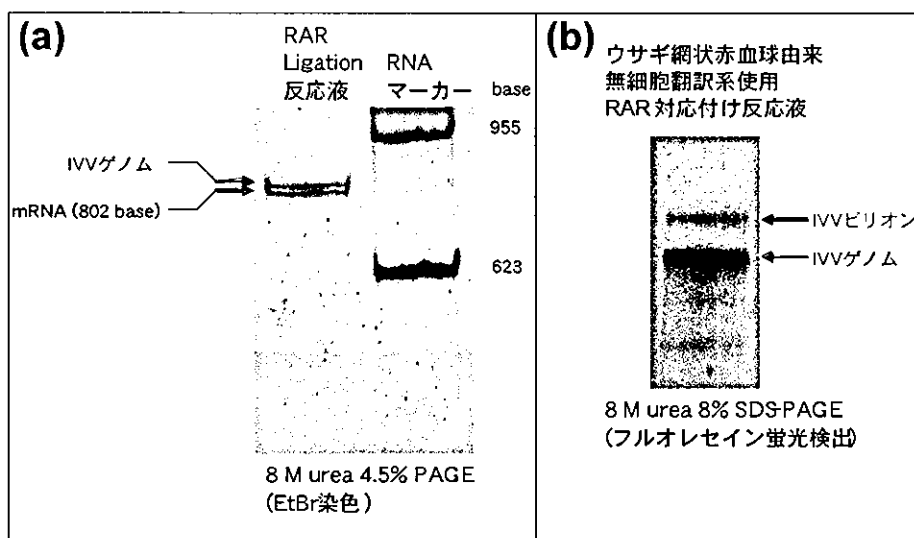 (a)
RAR
Ligation
反応液
RNA
マーカー
base
955
IVVゲノム
mRNA (802 base)
623
8 M urea 4.5% PAGE
(EtBr染色)
(b)
ウサギ網状赤血球由来
無細胞翻訳系使用
RAR対応付け反応液
IVVビリオン
IVVゲノム
8 M urea 8% SDS-PAGE
(フルオレセイン蛍光検出)